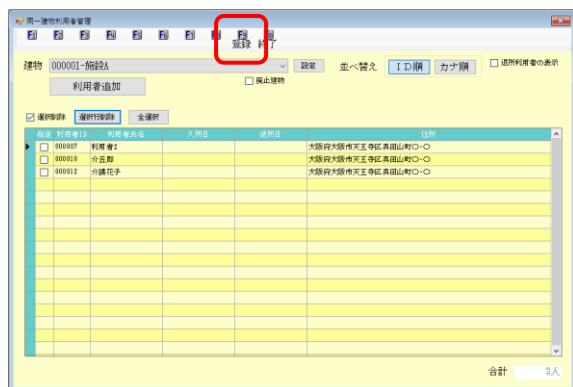 同一建物利用者管理
F1 F2 F3 F4 F5 F6 F7 F8 F9
登録 終了
建物 000001-施設A 設定 並べ替え ID順 カナ順 退所利用者の表示
利用者追加 廃止建物
選択削除 選択行削除 全選択
指定 利用者ID 利用者氏名 入所日 退所日 住所
000007 利用者2 大阪府大阪市天王寺区真田山町〇-〇
000010 介五郎 大阪府大阪市天王寺区真田山町〇-〇
000012 介護花子 大阪府大阪市天王寺区真田山町〇-〇
合計 3人